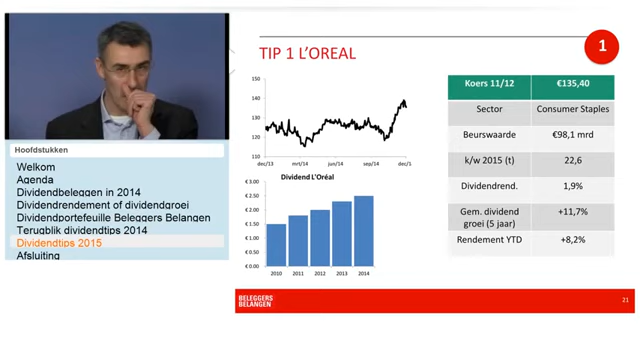 TIP 1 L'OREAL
1
Hoofdstukken
Welkom
Agenda
Dividendbeleggen in 2014
Dividendrendement of dividendgroei
Dividendportefeuille Beleggers Belangen
Terugblik dividendtips 2014
Dividendtips 2015
Afsluiting
150
140
130
120
110
dec/13 mrt/14 jun/14 sep/14 dec/1
Dividend L'Oréal
€ 3.00
€ 2.50
€ 2.00
€ 1.50
€ 1.00
€ 0.50
€ 0.00
2010 2011 2012 2013 2014
Koers 11/12 €135,40
Sector Consumer Staples
Beurswaarde €98,1 mrd
k/w 2015 (t) 22,6
Dividendrend. 1,9%
Gem. dividend
groei (5 jaar) +11,7%
Rendement YTD +8,2%
BELEGGERS
BELANGEN
21